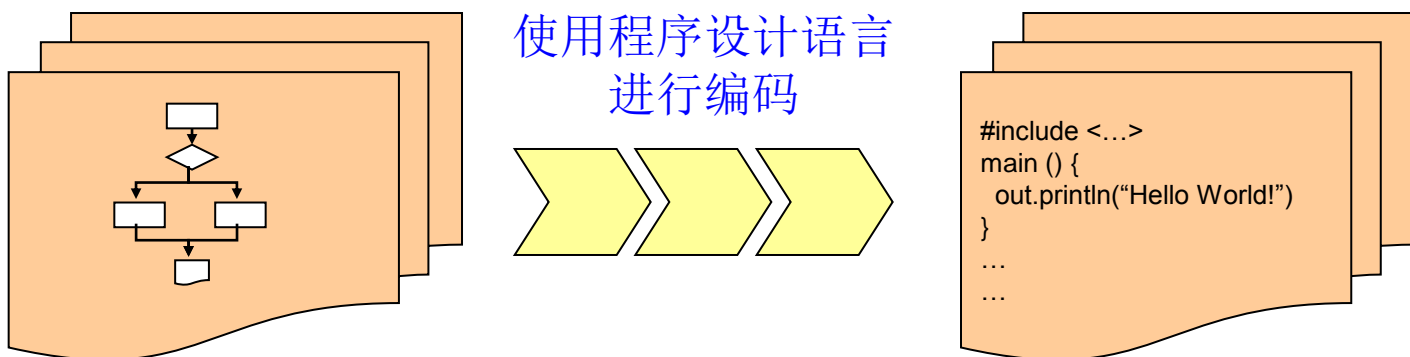 使用程序设计语言
进行编码
#include <…>
main () {
out.println(“Hello World!”)
}
…
…